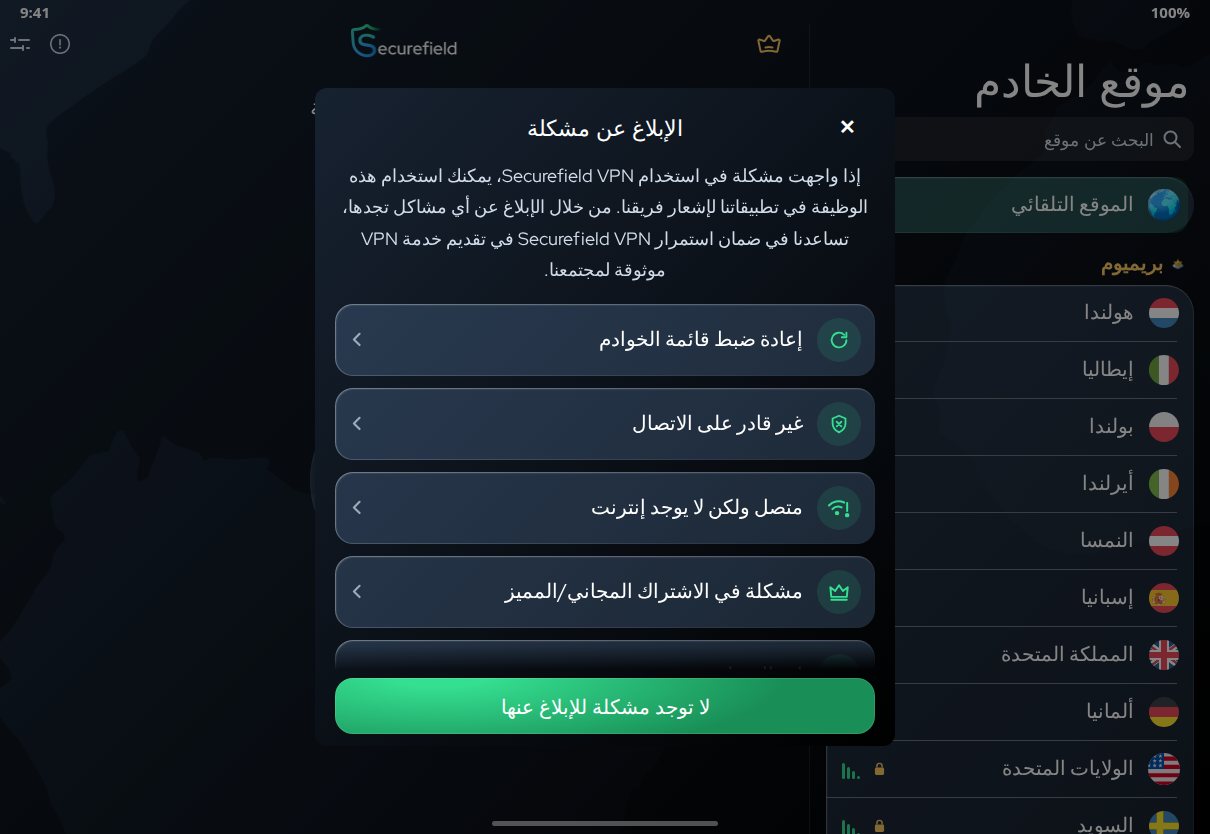 9:41
100%
Securefield
موقع الخادم
البحث عن موقع
الموقع التلقائي
بريميوم
هولندا
إيطاليا
بولندا
أيرلندا
النمسا
إسبانيا
المملكة المتحدة
ألمانيا
الولايات المتحدة
السويد
الإبلاغ عن مشكلة
إذا واجهت مشكلة في استخدام Securefield VPN، يمكنك استخدام هذه
الوظيفة في تطبيقاتنا لإشعار فريقنا. من خلال الإبلاغ عن أي مشاكل تجدها،
تساعدنا في ضمان استمرار Securefield VPN في تقديم خدمة VPN
موثوقة لمجتمعنا.
إعادة ضبط قائمة الخوادم
غير قادر على الاتصال
متصل ولكن لا يوجد إنترنت
مشكلة في الاشتراك المجاني/المميز
لا توجد مشكلة للإبلاغ عنها